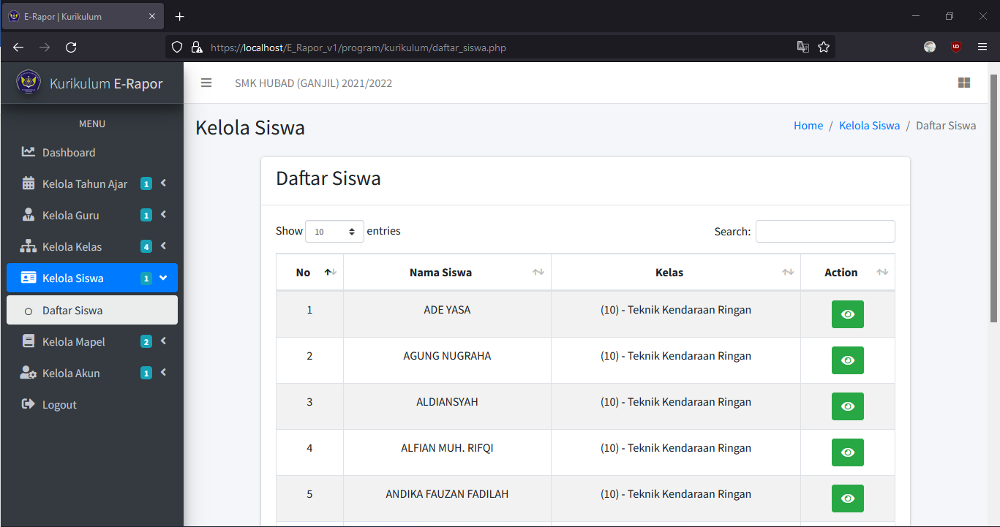 E-Rapor | Kurikulum
https://localhost/E_Rapor_v1/program/kurikulum/daftar_siswa.php
Kurikulum E-Rapor
SMK HUBAD (GANJIL) 2021/2022
MENU
Dashboard
Kelola Tahun Ajar 1
Kelola Guru 1
Kelola Kelas 4
Kelola Siswa 1
Daftar Siswa
Kelola Mapel 2
Kelola Akun 1
Logout
Kelola Siswa
Home / Kelola Siswa / Daftar Siswa
Daftar Siswa
Show 10 entries
Search:
No Nama Siswa Kelas Action
1 ADE YASA (10) - Teknik Kendaraan Ringan
2 AGUNG NUGRAHA (10) - Teknik Kendaraan Ringan
3 ALDIANSYAH (10) - Teknik Kendaraan Ringan
4 ALFIAN MUH. RIFQI (10) - Teknik Kendaraan Ringan
5 ANDIKA FAUZAN FADILAH (10) - Teknik Kendaraan Ringan